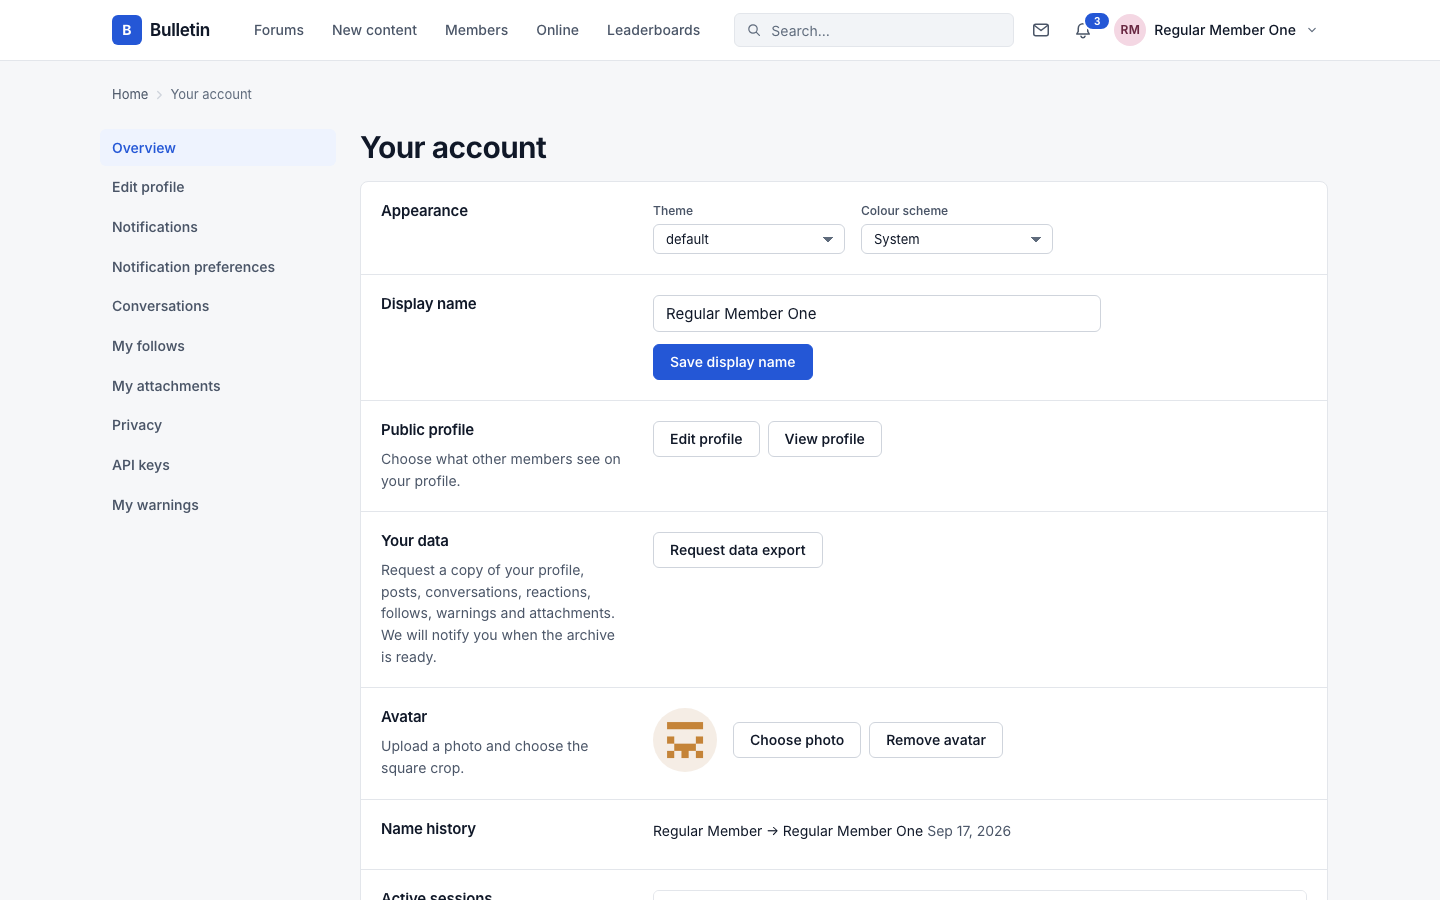 B Bulletin Forums New content Members Online Leaderboards Search... 3 RM Regular Member One
Home Your account
Overview
Edit profile
Notifications
Notification preferences
Conversations
My follows
My attachments
Privacy
API keys
My warnings
Your account
Appearance
Theme Colour scheme
default System
Display name
Regular Member One
Save display name
Public profile
Choose what other members see on
your profile.
Edit profile View profile
Your data
Request a copy of your profile,
posts, conversations, reactions,
follows, warnings and attachments.
We will notify you when the archive
is ready.
Request data export
Avatar
Upload a photo and choose the
square crop.
Choose photo Remove avatar
Name history
Regular Member → Regular Member One Sep 17, 2026
Active sessions